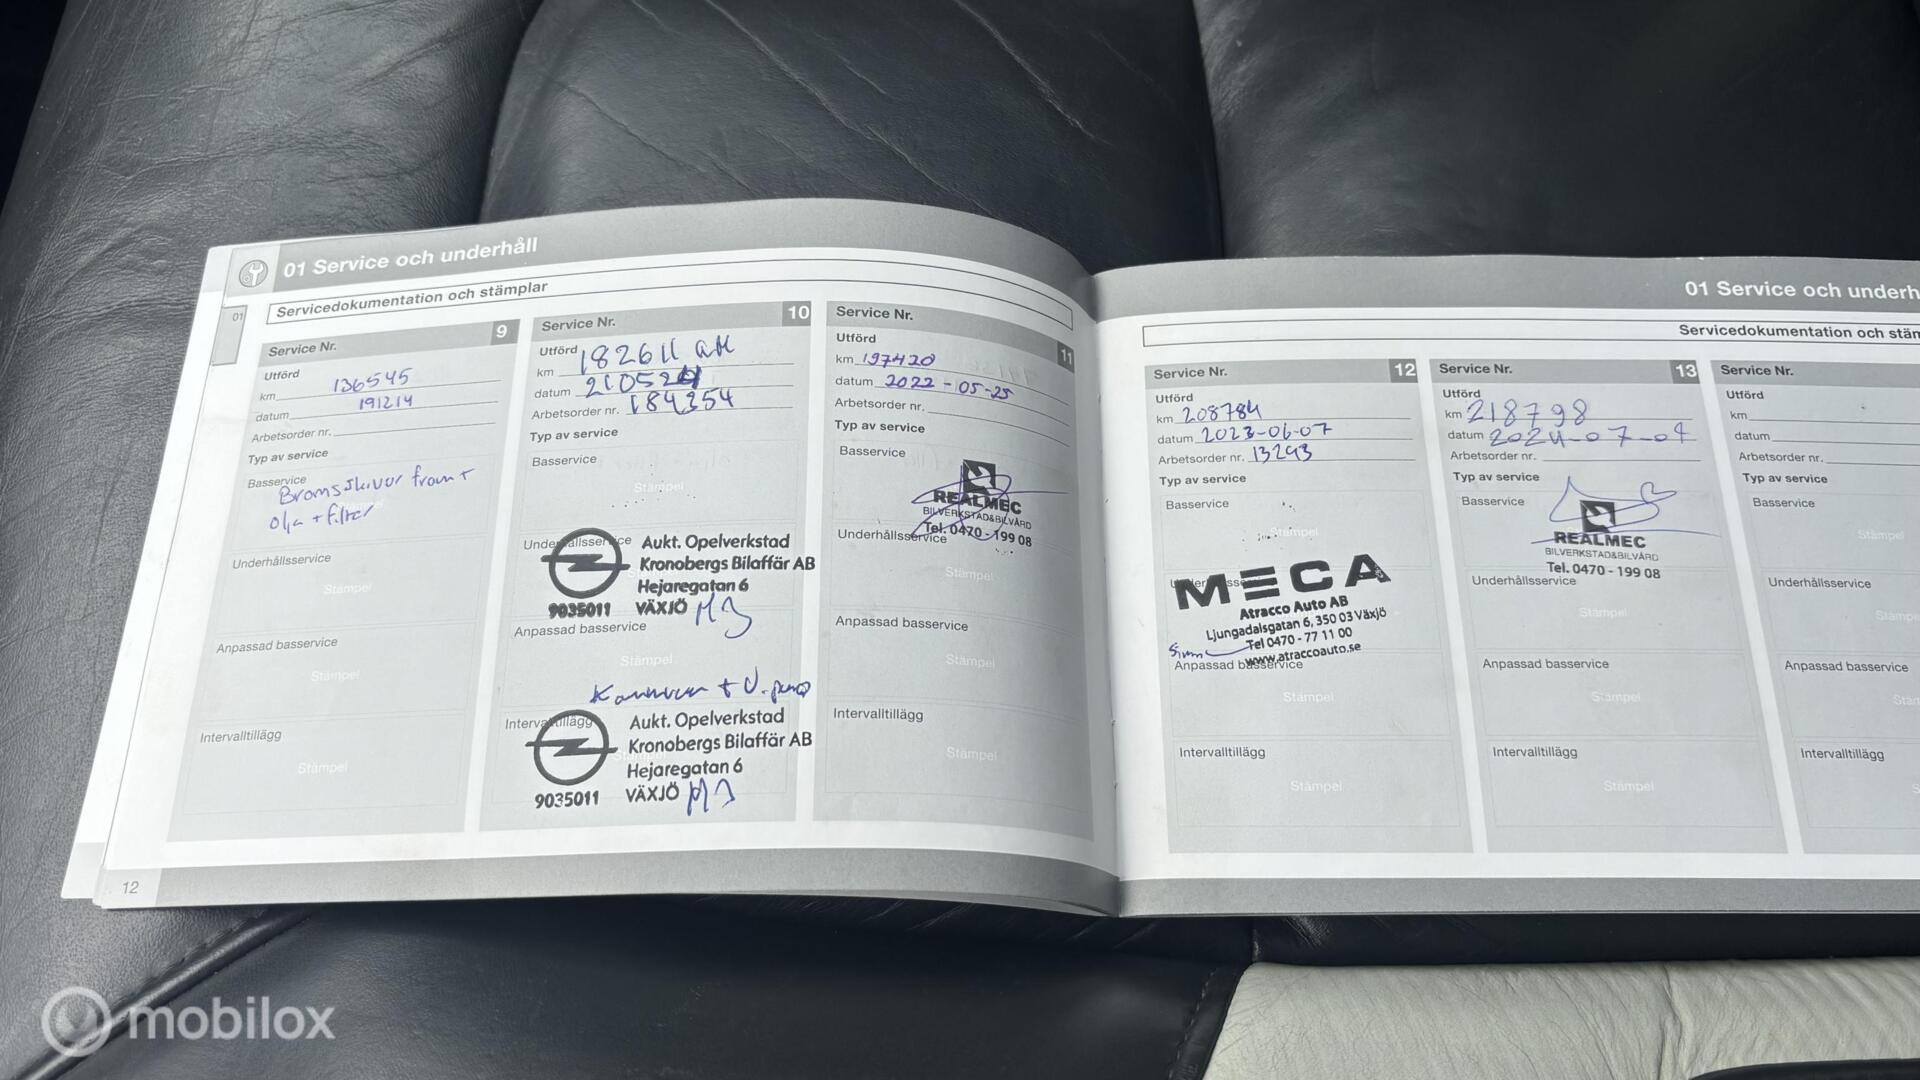 01 Service och underhåll
Servicedokumentation och stämplar
01
Service Nr. 9
Utförd
km 136545
datum 191214
Arbetsorder nr.
Typ av service
Basservice
Bromsskivor fram +
olja + filter
Underhållsservice
Stämpel
Anpassad basservice
Stämpel
Intervalltillägg
Stämpel
Service Nr. 10
Utförd
km 182611
datum 210524
Arbetsorder nr. 184354
Typ av service
Basservice
Stämpel
Underhållsservice
Aukt. Opelverkstad
Kronobergs Bilaffär AB
Hejaregatan 6
9035011 VÄXJÖ
Anpassad basservice
Stämpel
Kamrem + V. pump
Intervalltillägg
Aukt. Opelverkstad
Kronobergs Bilaffär AB
Hejaregatan 6
9035011 VÄXJÖ
Service Nr. 11
Utförd
km 197420
datum 2022-05-25
Arbetsorder nr.
Typ av service
Basservice
REALMEC
BILVERKSTAD&BILVÅRD
Tel. 0470-199 08
Underhållsservice
Stämpel
Anpassad basservice
Stämpel
Intervalltillägg
Stämpel
12
01 Service och underh
Servicedokumentation och stäm
Service Nr. 12
Utförd
km 208784
datum 2023-06-07
Arbetsorder nr. 13293
Typ av service
Basservice
Stämpel
MECA
Atracco Auto AB
Ljungadalsgatan 6, 350 03 Växjö
Tel 0470 - 77 11 00
www.atraccoauto.se
Anpassad basservice
Stämpel
Intervalltillägg
Stämpel
Service Nr. 13
Utförd
km 218798
datum 2024-07-04
Arbetsorder nr.
Typ av service
Basservice
REALMEC
BILVERKSTAD&BILVÅRD
Tel. 0470 - 199 08
Underhållsservice
Stämpel
Anpassad basservice
Stämpel
Intervalltillägg
Stämpel
Service Nr.
Utförd
km
datum
Arbetsorder nr.
Typ av service
Basservice
Stämpel
Underhållsservice
Stämpe
Anpassad basservice
Stäm
Intervalltillägg
S
mobilox